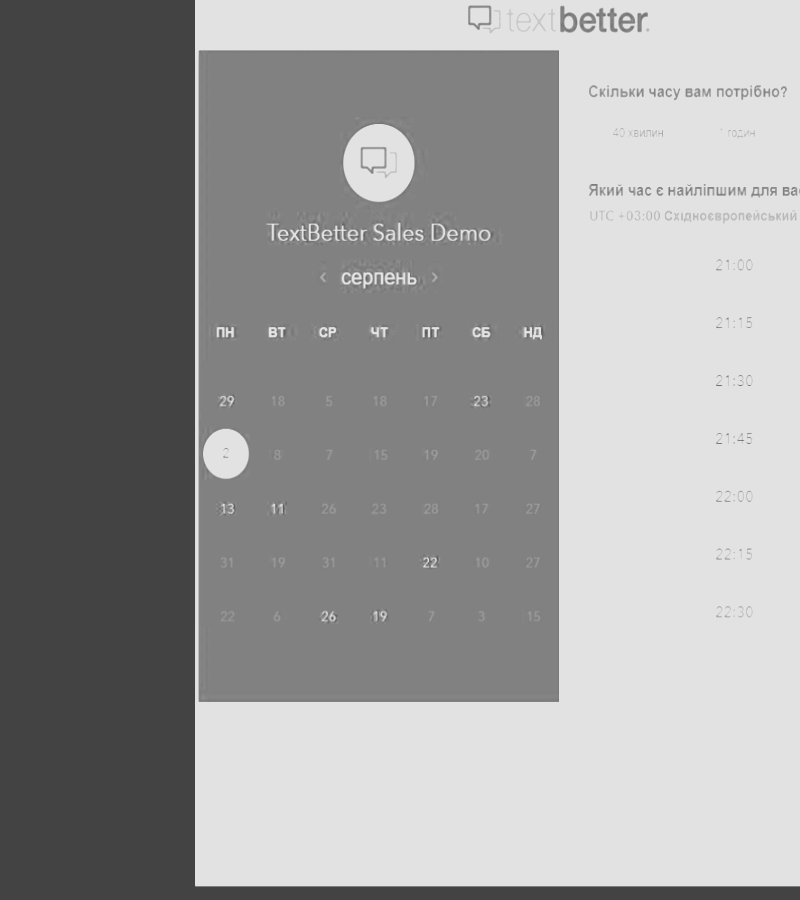 textbetter.
TextBetter Sales Demo
серпень
ПН ВТ СР ЧТ ПТ СБ НД
29 18 5 18 17 23 28
2 8 7 15 19 20 7
13 11 26 23 28 17 27
31 19 31 11 22 10 27
22 6 26 19 7 3 15
Скільки часу вам потрібно?
40 хвилин годин
Який час є найліпшим для
UTC +03:00 Східноєвропейський
21:00
21:15
21:30
21:45
22:00
22:15
22:30